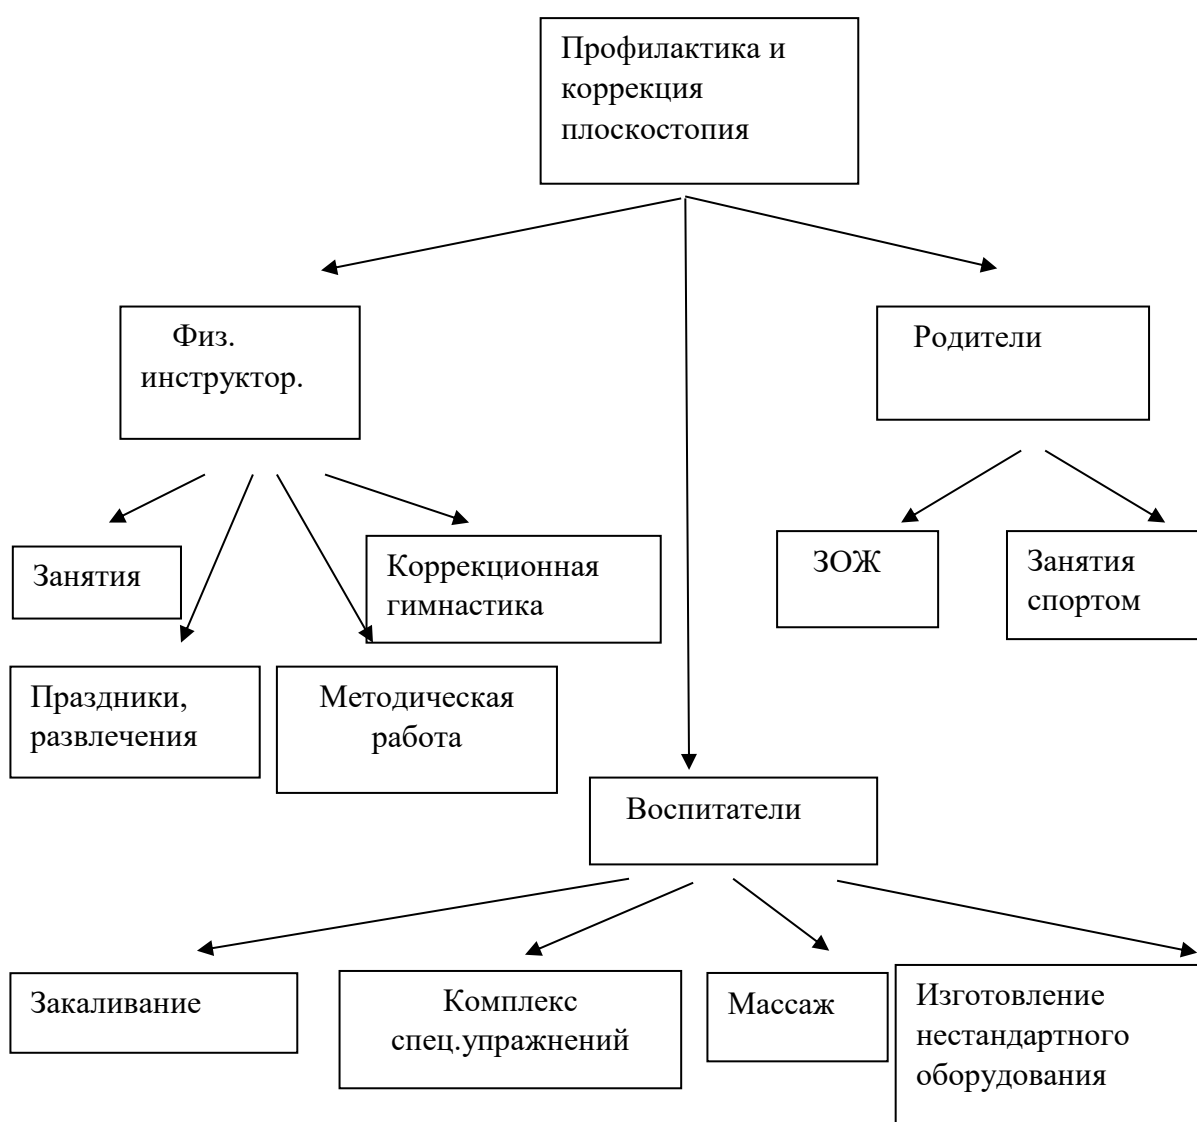 Профилактика и
коррекция
плоскостопия
Физ.
инструктор.
Родители
Занятия
Коррекционная
гимнастика
ЗОЖ
Занятия
спортом
Праздники,
развлечения
Методическая
работа
Воспитатели
Закаливание
Комплекс
спец.упражнений
Массаж
Изготовление
нестандартного
оборудования